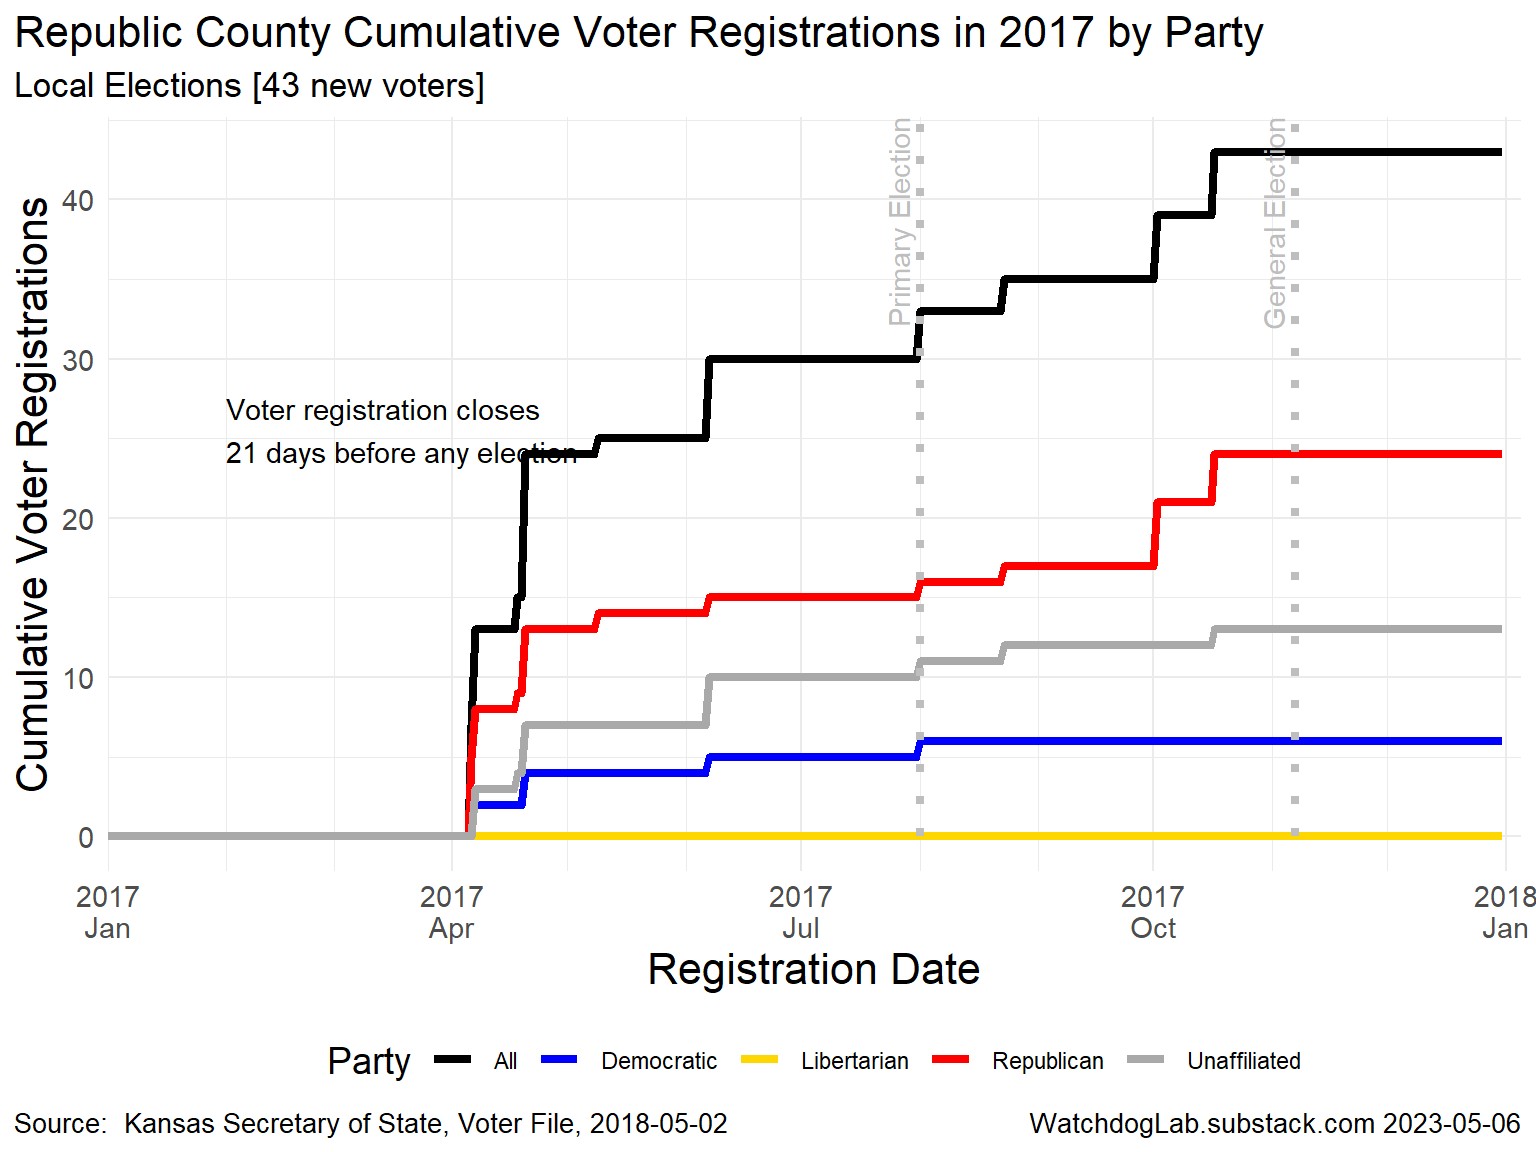 Republic County Cumulative Voter Registrations in 2017 by Party
Local Elections [43 new voters]
Cumulative Voter Registrations
40
30
20
10
0
Primary Election
General Election
Voter registration closes
21 days before any election
2017
Jan
2017
Apr
2017
Jul
2017
Oct
2018
Jan
Registration Date
Party All Democratic Libertarian Republican Unaffiliated
Source:  Kansas Secretary of State, Voter File, 2018-05-02
WatchdogLab.substack.com 2023-05-06